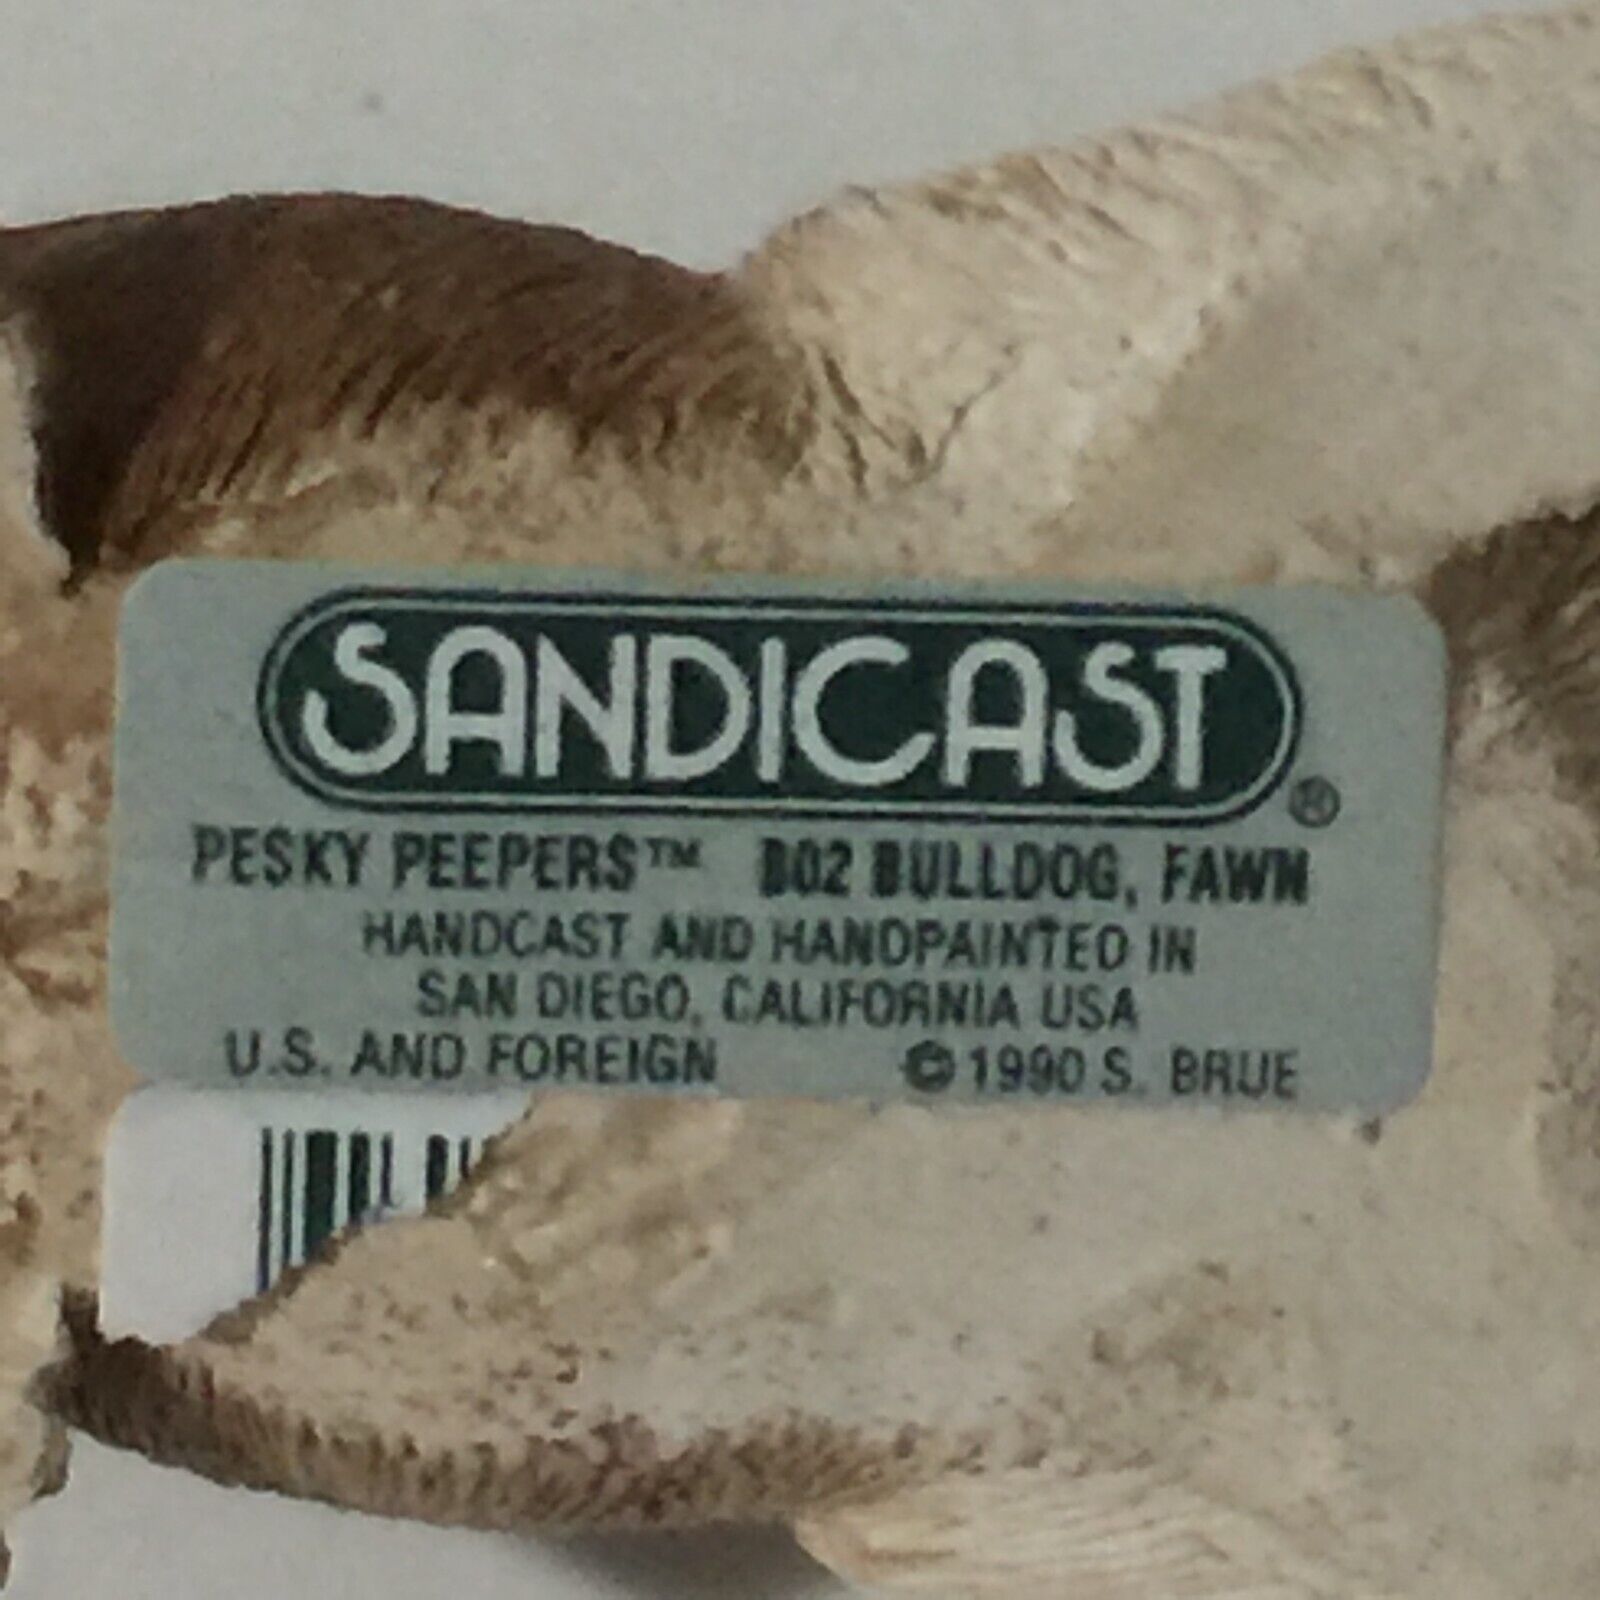 SANDICAST ®
PESKY PEEPERS™ B02 BULLDOG, FAWN
HANDCAST AND HANDPAINTED IN
SAN DIEGO, CALIFORNIA USA
U.S. AND FOREIGN ©1990 S. BRUE